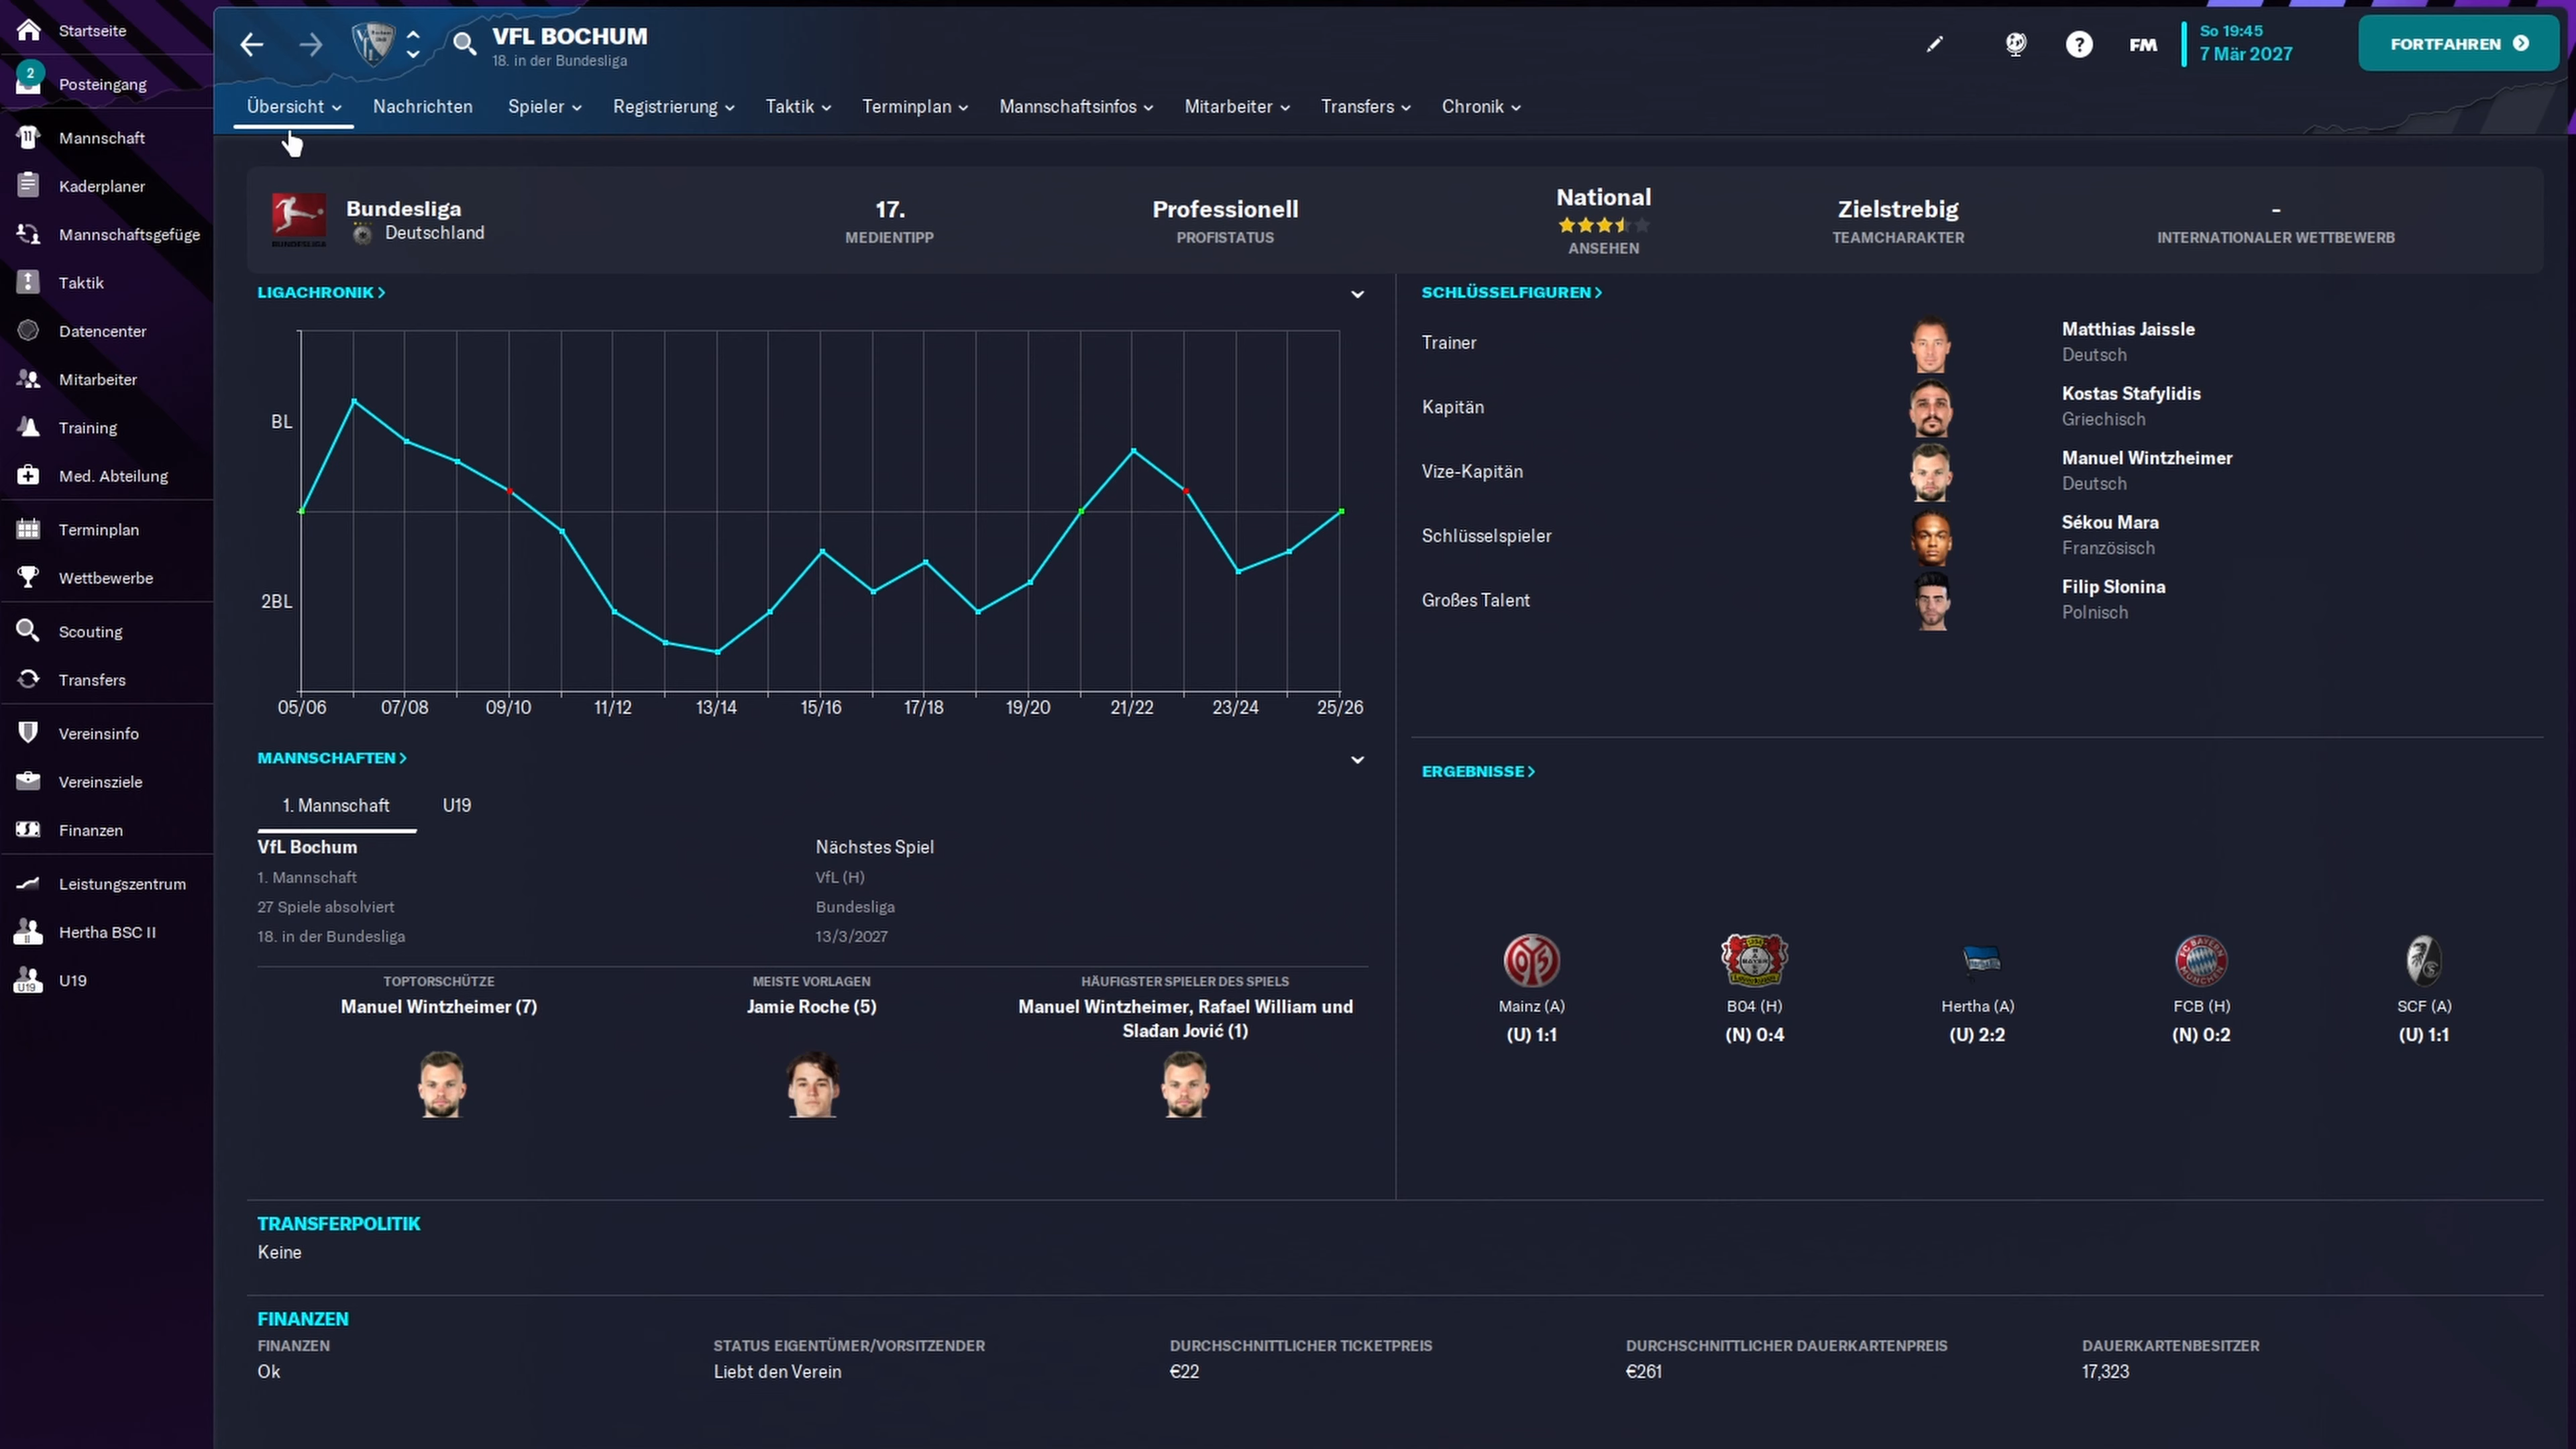 Startseite
2
Posteingang
Mannschaft
Kaderplaner
Mannschaftsgefüge
Taktik
Datencenter
Mitarbeiter
Training
Med. Abteilung
Terminplan
Wettbewerbe
Scouting
Transfers
Vereinsinfo
Vereinsziele
Finanzen
Leistungszentrum
Hertha BSC II
U19
VFL BOCHUM
18. in der Bundesliga
FM
So 19:45
7 Mär 2027
FORTFAHREN
Übersicht Nachrichten Spieler Registrierung Taktik Terminplan Mannschaftsinfos Mitarbeiter Transfers Chronik
Bundesliga
Deutschland
17.
MEDIENTIPP
Professionell
PROFISTATUS
National
ANSEHEN
Zielstrebig
TEAMCHARAKTER
-
INTERNATIONALER WETTBEWERB
LIGACHRONIK
BL
2BL
05/06 07/08 09/10 11/12 13/14 15/16 17/18 19/20 21/22 23/24 25/26
SCHLÜSSELFIGUREN
Trainer
Matthias Jaissle
Deutsch
Kapitän
Kostas Stafylidis
Griechisch
Vize-Kapitän
Manuel Wintzheimer
Deutsch
Schlüsselspieler
Sékou Mara
Französisch
Großes Talent
Filip Słonina
Polnisch
MANNSCHAFTEN
1. Mannschaft U19
VfL Bochum
1. Mannschaft
27 Spiele absolviert
18. in der Bundesliga
Nächstes Spiel
VfL (H)
Bundesliga
13/3/2027
TOPTORSCHÜTZE
Manuel Wintzheimer (7)
MEISTE VORLAGEN
Jamie Roche (5)
HÄUFIGSTER SPIELER DES SPIELS
Manuel Wintzheimer, Rafael William und
Slađan Jović (1)
ERGEBNISSE
Mainz (A)
(U) 1:1
B04 (H)
(N) 0:4
Hertha (A)
(U) 2:2
FCB (H)
(N) 0:2
SCF (A)
(U) 1:1
TRANSFERPOLITIK
Keine
FINANZEN
FINANZEN
Ok
STATUS EIGENTÜMER/VORSITZENDER
Liebt den Verein
DURCHSCHNITTLICHER TICKETPREIS
€22
DURCHSCHNITTLICHER DAUERKARTENPREIS
€261
DAUERKARTENBESITZER
17,323